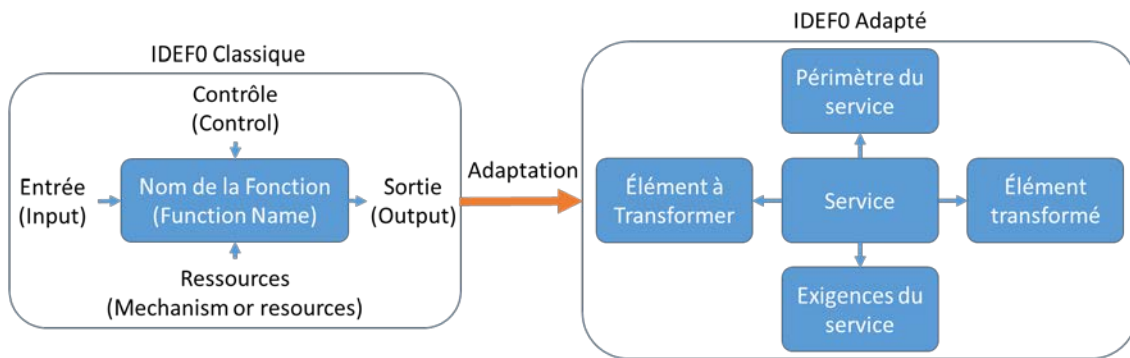 IDEF0 Classique
Contrôle
(Control)
Entrée
(Input)
Nom de la Fonction
(Function Name)
Sortie
(Output)
Ressources
(Mechanism or resources)
Adaptation
IDEF0 Adapté
Périmètre du
service
Élément à
Transformer
Service
Élément
transformé
Exigences du
service